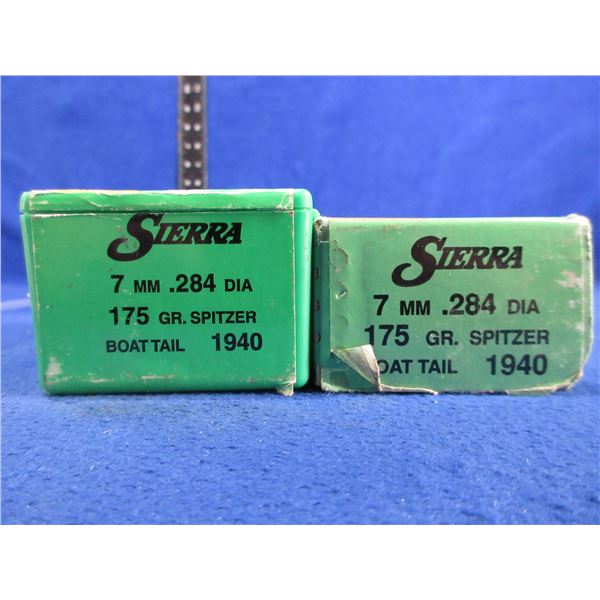 SIERRA
7 MM .284 DIA
175 GR. SPITZER
BOAT TAIL 1940
SIERRA
7 MM .284 DIA
175 GR. SPITZER
OAT TAIL 1940